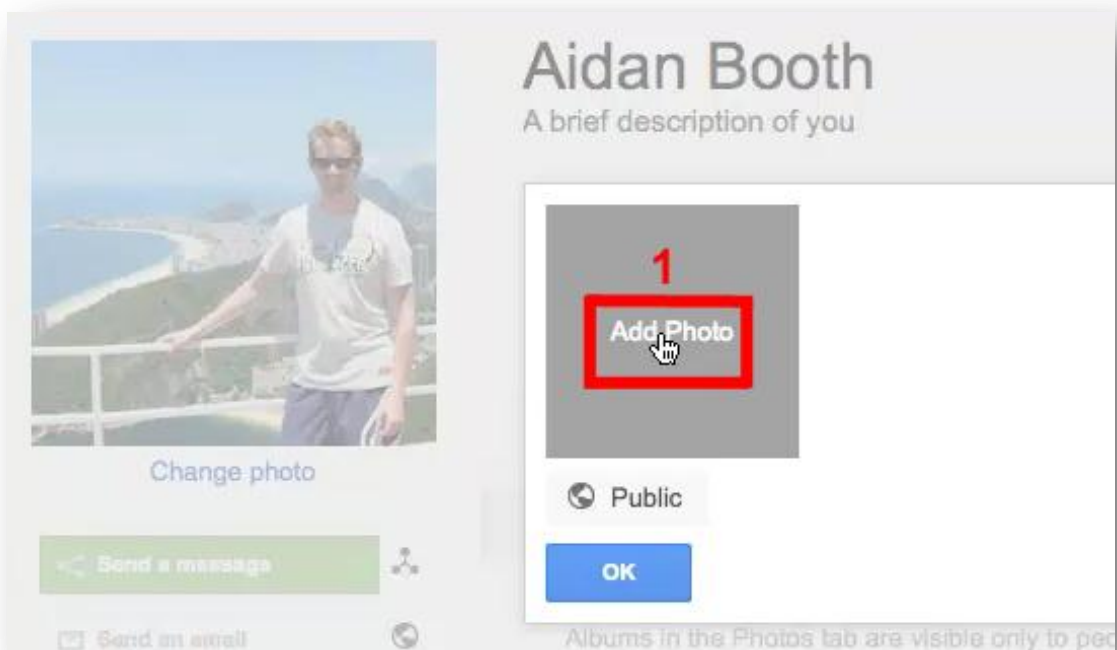 Aidan Booth
A brief description of you
1
Add Photo
Change photo
Public
Send a message
OK
Send an email
Albums in the Photos tab are visible only to